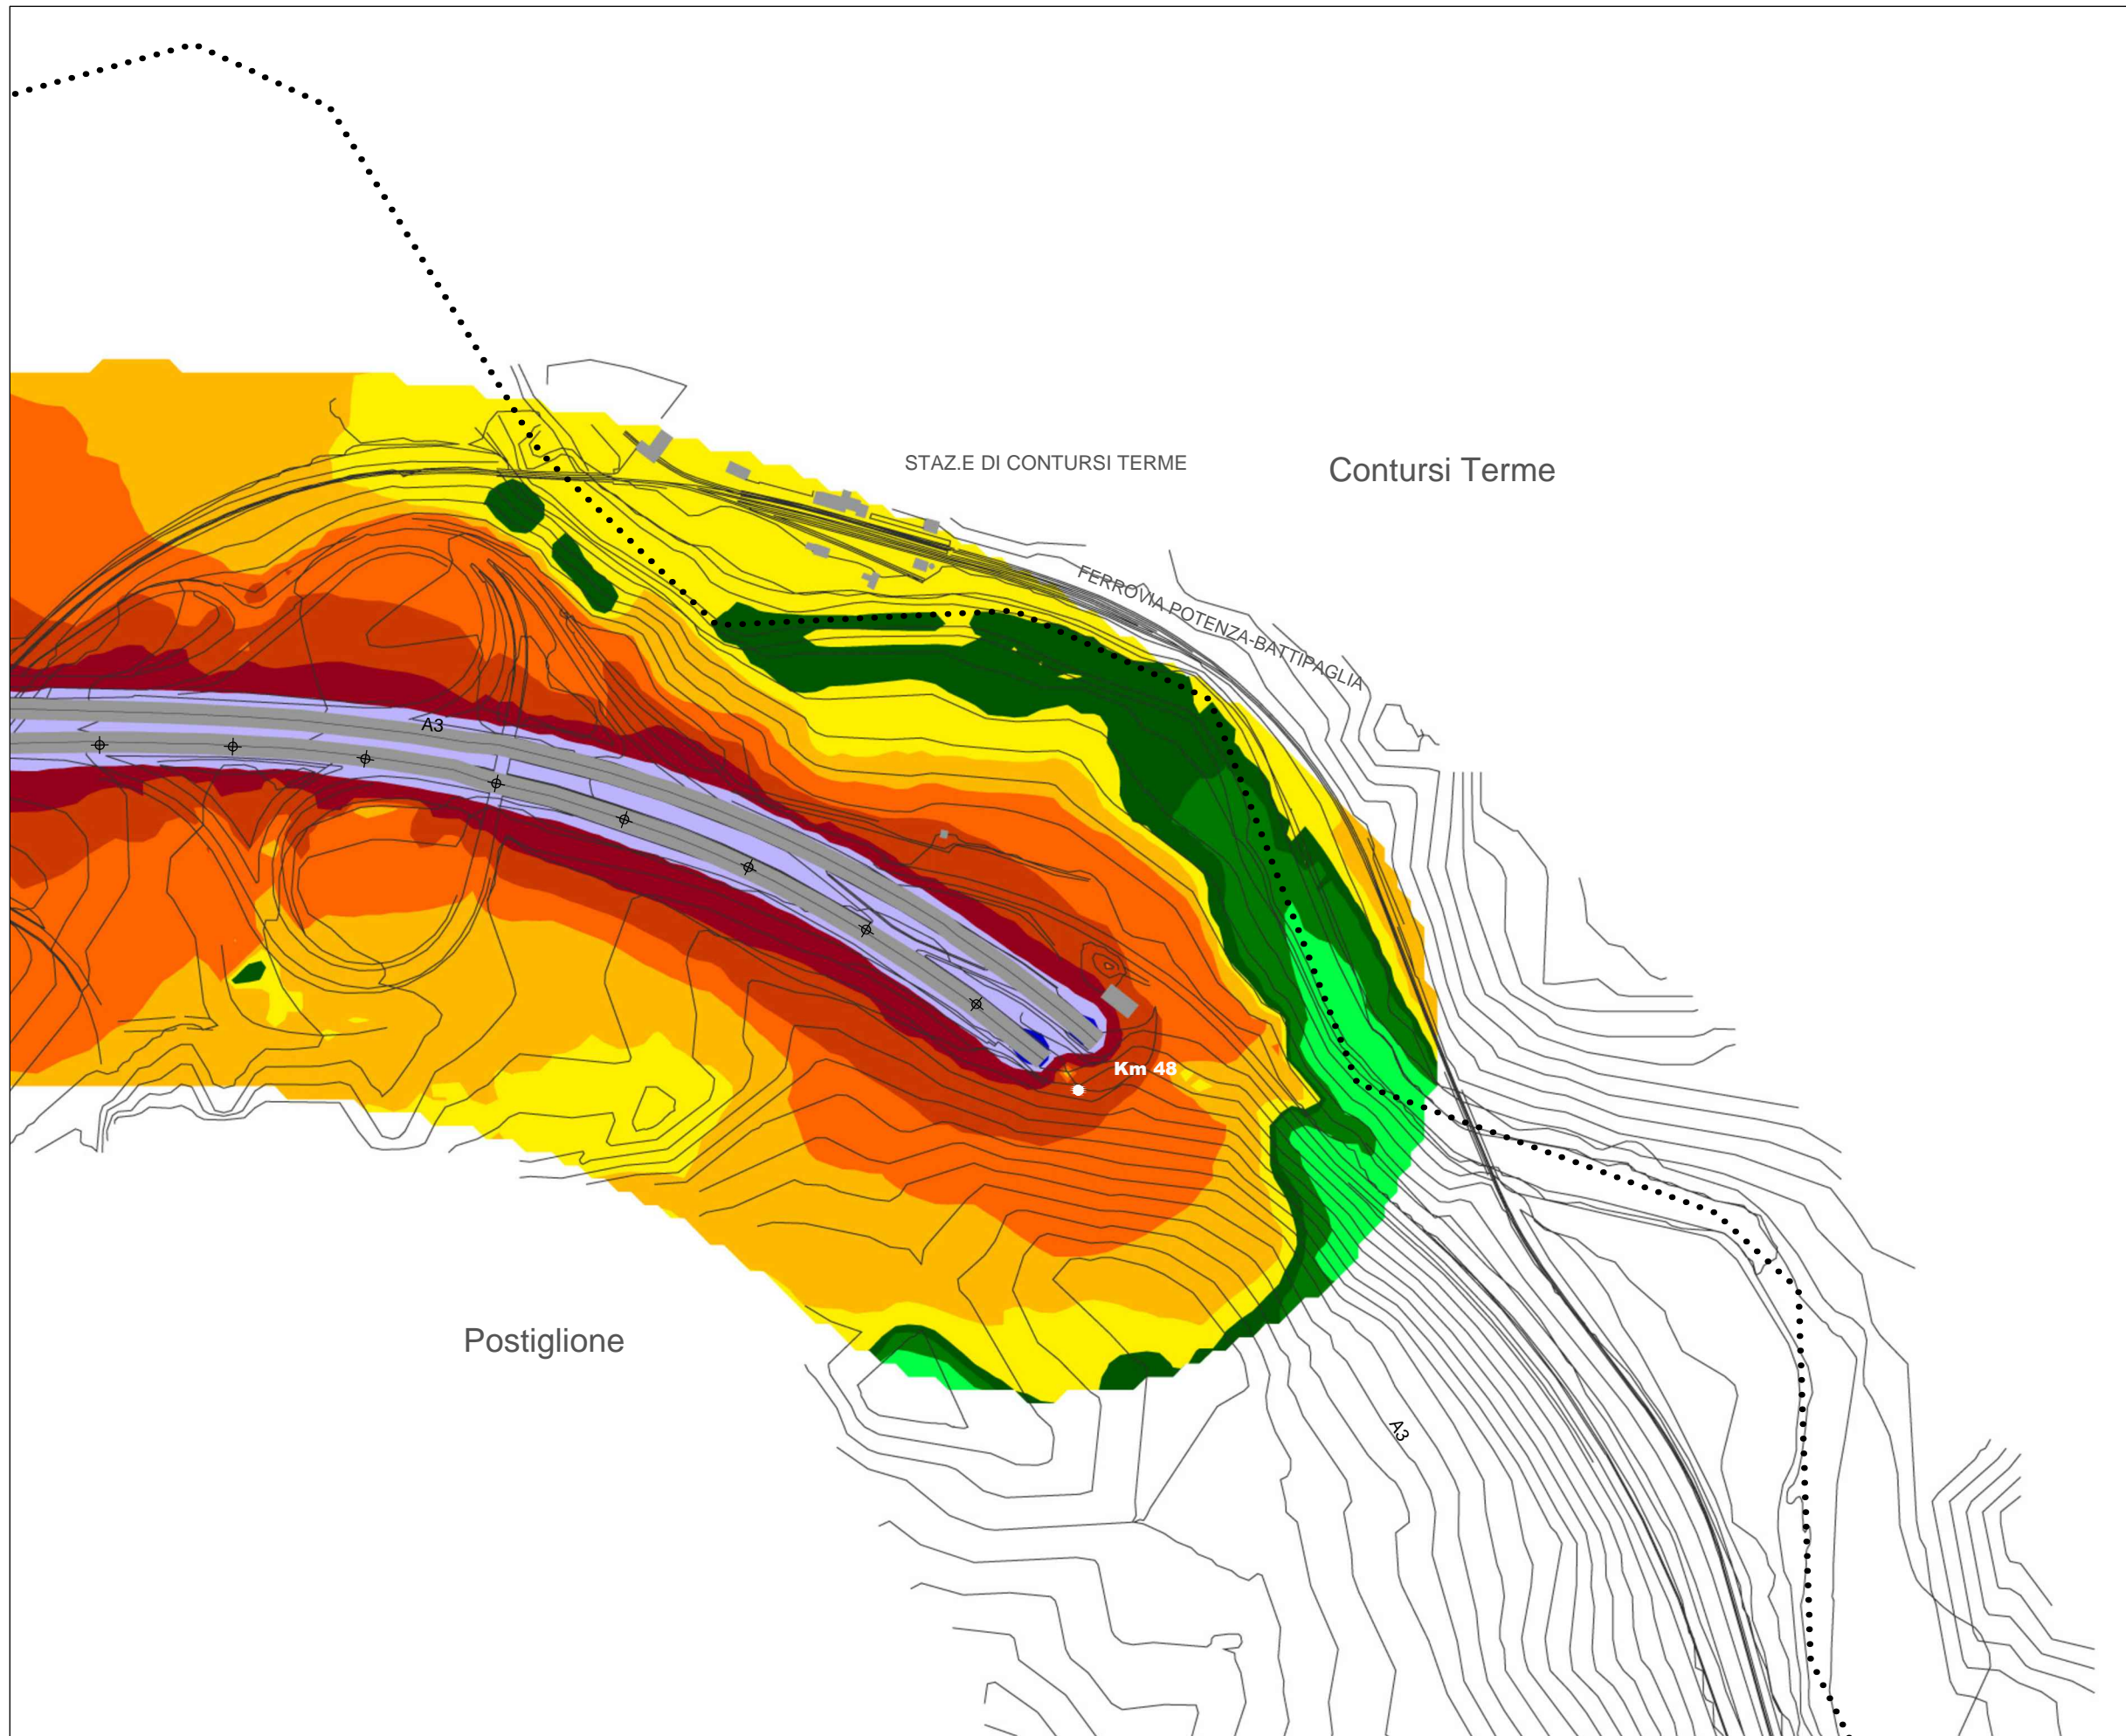 STAZ.E DI CONTURSI TERME
Contursi Terme
FERROVIA POTENZA-BATTIPAGLIA
A3
Km 48
Postiglione
A3